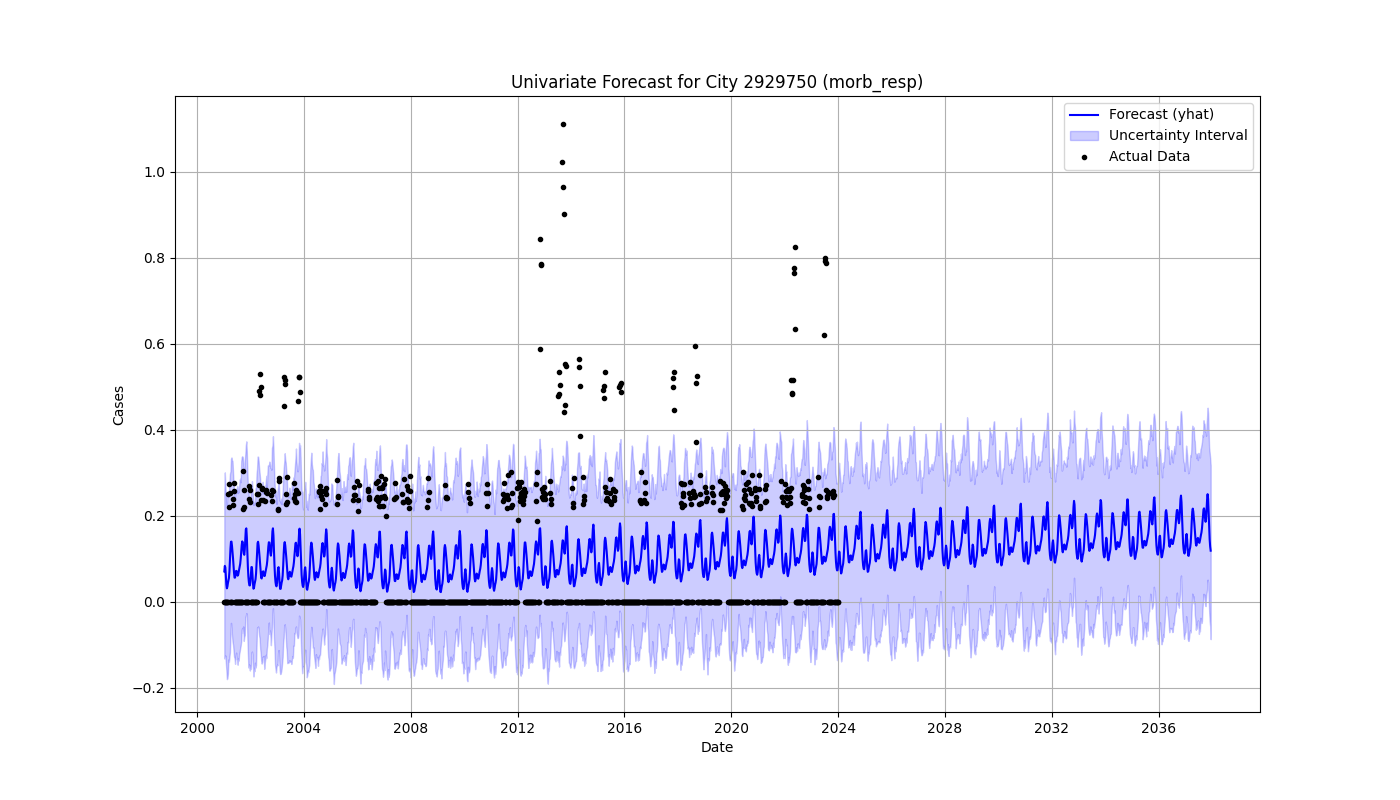 Univariate Forecast for City 2929750 (morb_resp)
Forecast (yhat)
Uncertainty Interval
Actual Data
Cases
1.0
0.8
0.6
0.4
0.2
0.0
−0.2
2000 2004 2008 2012 2016 2020 2024 2028 2032 2036
Date